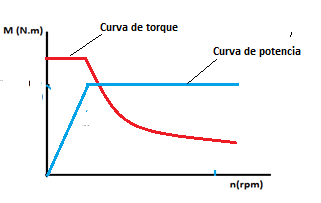 Curva de torque
M (N.m)
Curva de potencia
n(rpm)